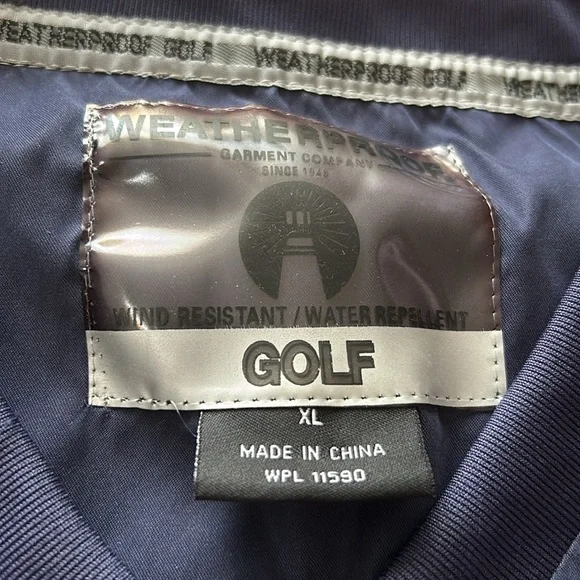 WEATHERPROOF GOLF WEATHERPROOF GOLF WEATHERPROOF
WEATHERPROOF
GARMENT COMPANY
SINCE 1948
WIND RESISTANT / WATER REPELLENT
GOLF
XL
MADE IN CHINA
WPL 11590